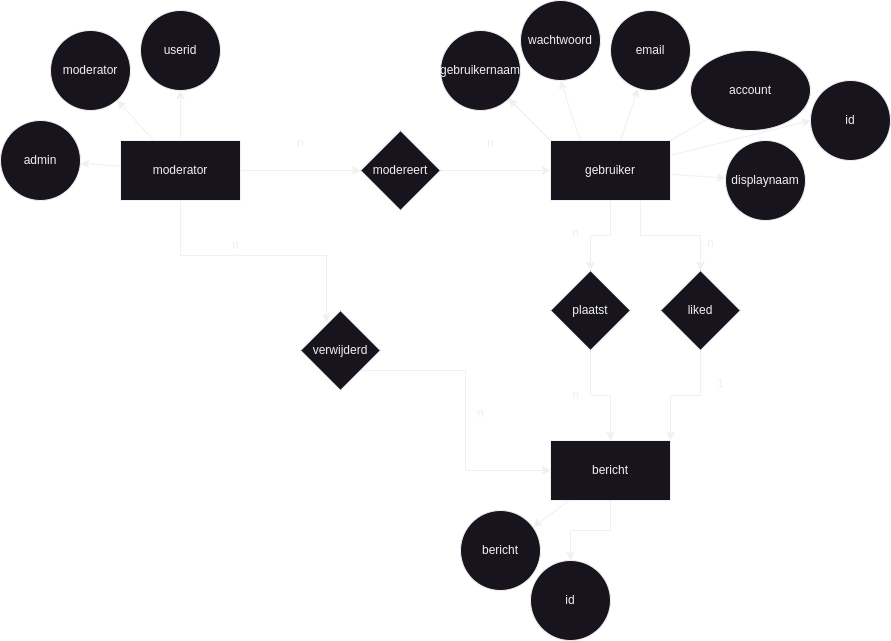 wachtwoord
userid
email
moderator
gebruikernaam
account
id
admin
moderator
n
modereert
n
gebruiker
displaynaam
n
n
n
plaatst
liked
verwijderd
n
1
n
bericht
bericht
id